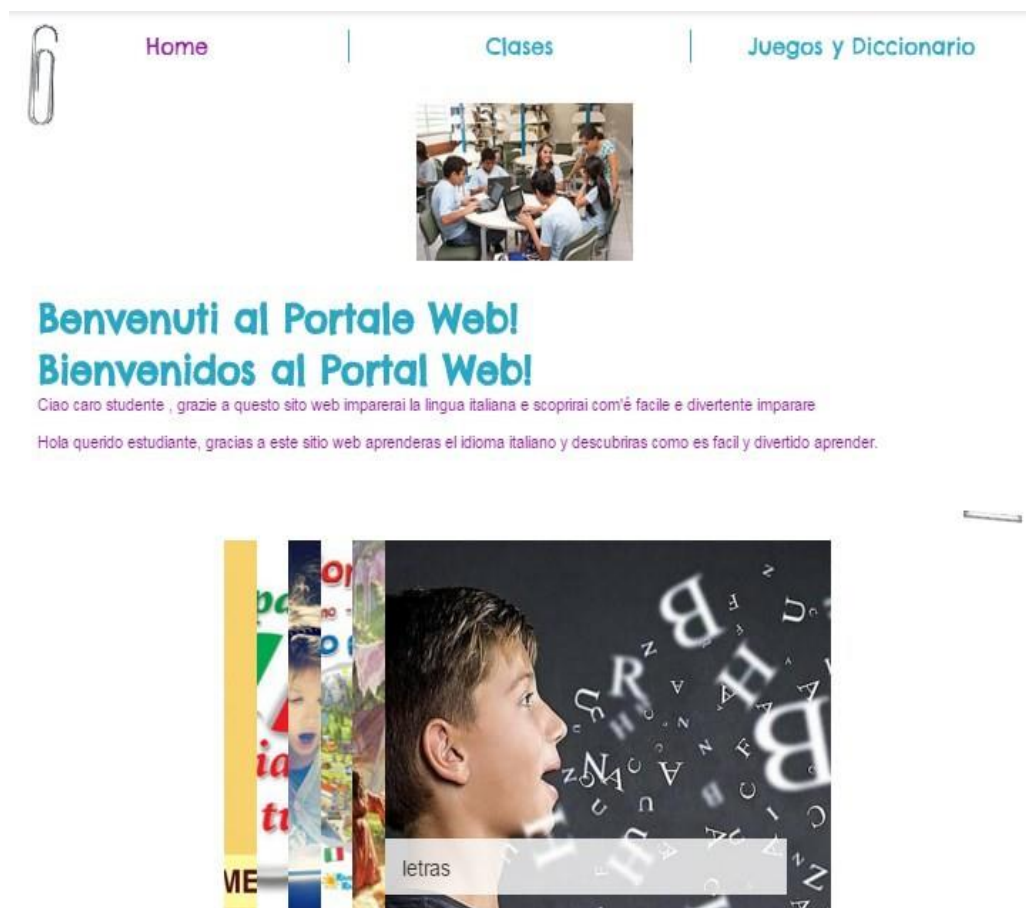 Home
Clases
Juegos y Diccionario
Benvenuti al Portale Web!
Bienvenidos al Portal Web!
Ciao caro studente , grazie a questo sito web imparerai la lingua italiana e scoprirai com'é facile e divertente imparare
Hola querido estudiante, gracias a este sitio web aprenderas el idioma italiano y descubriras como es facil y divertido aprender.
letras
ME